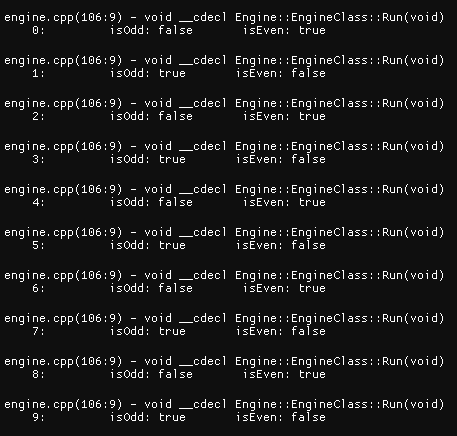 engine.cpp(106:9) – void __cdecl Engine::EngineClass::Run(void)
0: isOdd: false isEven: true
engine.cpp(106:9) – void __cdecl Engine::EngineClass::Run(void)
1: isOdd: true isEven: false
engine.cpp(106:9) – void __cdecl Engine::EngineClass::Run(void)
2: isOdd: false isEven: true
engine.cpp(106:9) – void __cdecl Engine::EngineClass::Run(void)
3: isOdd: true isEven: false
engine.cpp(106:9) – void __cdecl Engine::EngineClass::Run(void)
4: isOdd: false isEven: true
engine.cpp(106:9) – void __cdecl Engine::EngineClass::Run(void)
5: isOdd: true isEven: false
engine.cpp(106:9) – void __cdecl Engine::EngineClass::Run(void)
6: isOdd: false isEven: true
engine.cpp(106:9) – void __cdecl Engine::EngineClass::Run(void)
7: isOdd: true isEven: false
engine.cpp(106:9) – void __cdecl Engine::EngineClass::Run(void)
8: isOdd: false isEven: true
engine.cpp(106:9) – void __cdecl Engine::EngineClass::Run(void)
9: isOdd: true isEven: false